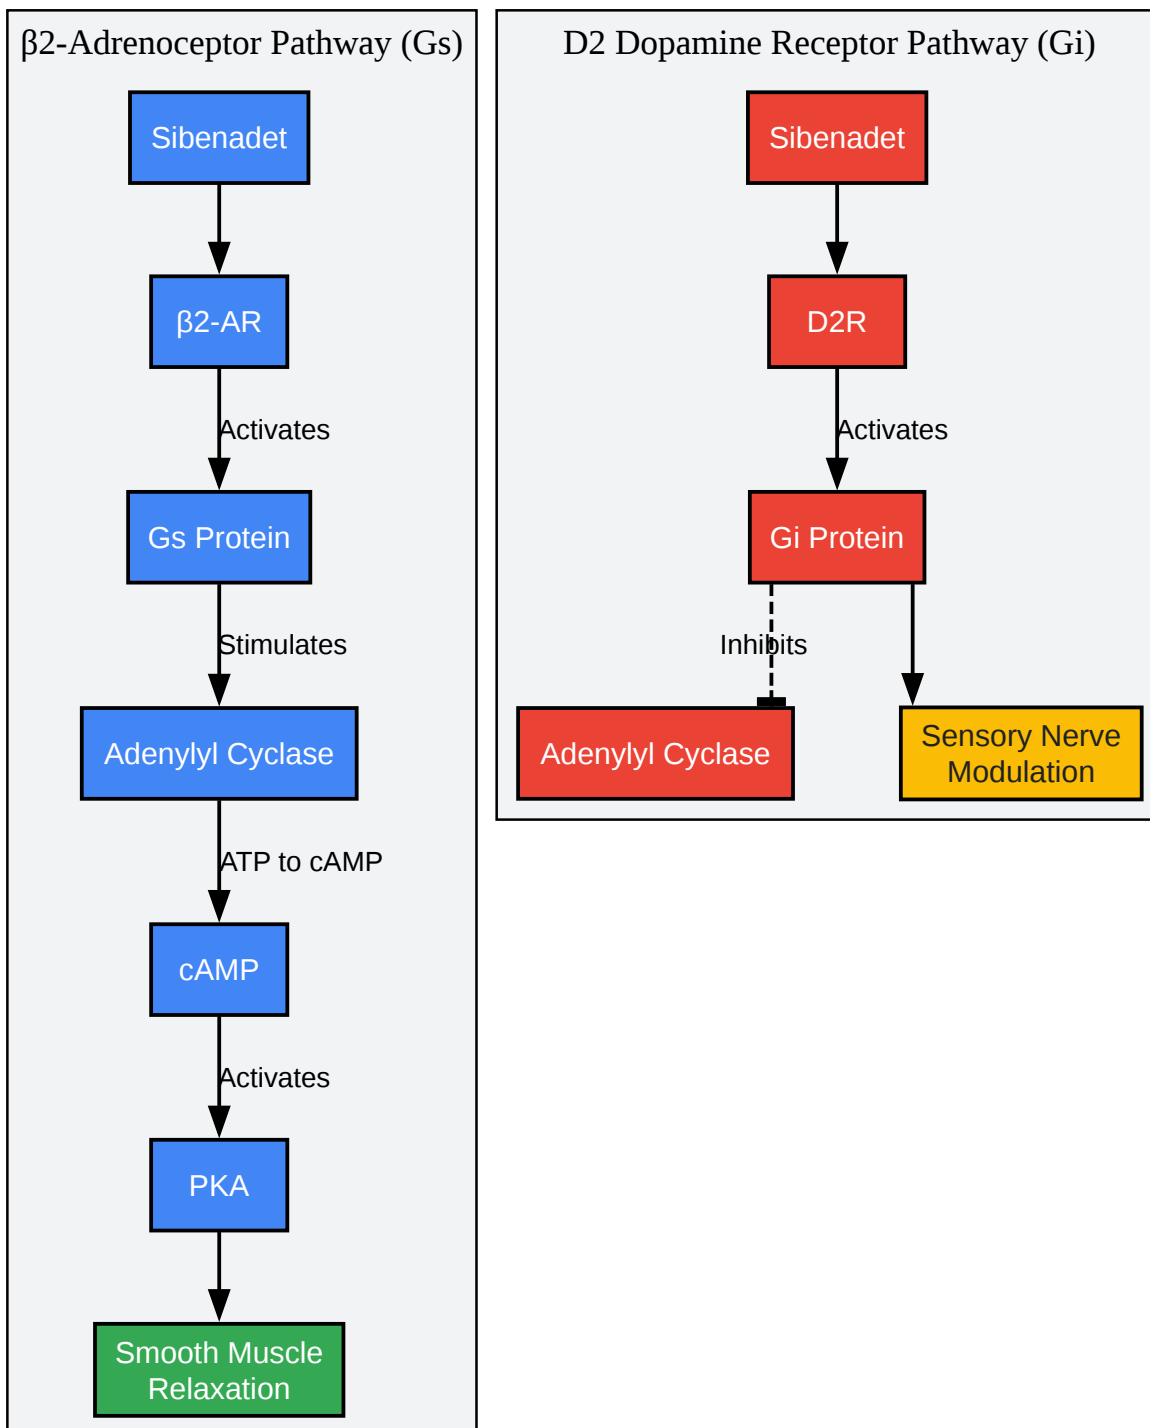 β2-Adrenoceptor Pathway (Gs)
Sibenadet
β2-AR
Activates
Gs Protein
Stimulates
Adenylyl Cyclase
ATP to cAMP
cAMP
Activates
PKA
Smooth Muscle
Relaxation
D2 Dopamine Receptor Pathway (Gi)
Sibenadet
D2R
Activates
Gi Protein
Inhibits
Adenylyl Cyclase
Sensory Nerve
Modulation